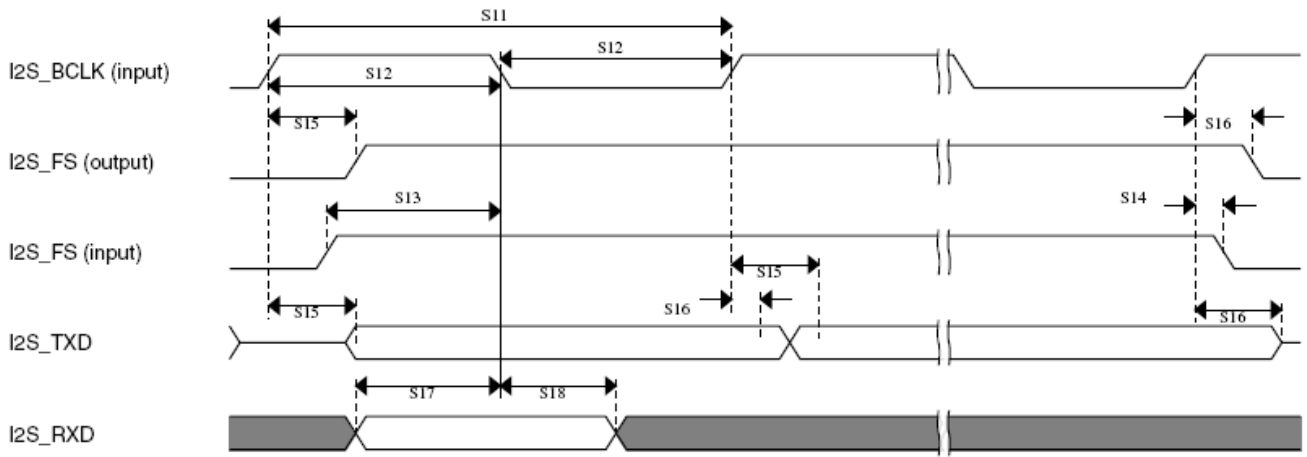 S11
S12
I2S_BCLK (input)
S12
S15
S16
I2S_FS (output)
S13
S14
I2S_FS (input)
S15
S15
S16
S16
I2S_TXD
S17
S18
I2S_RXD